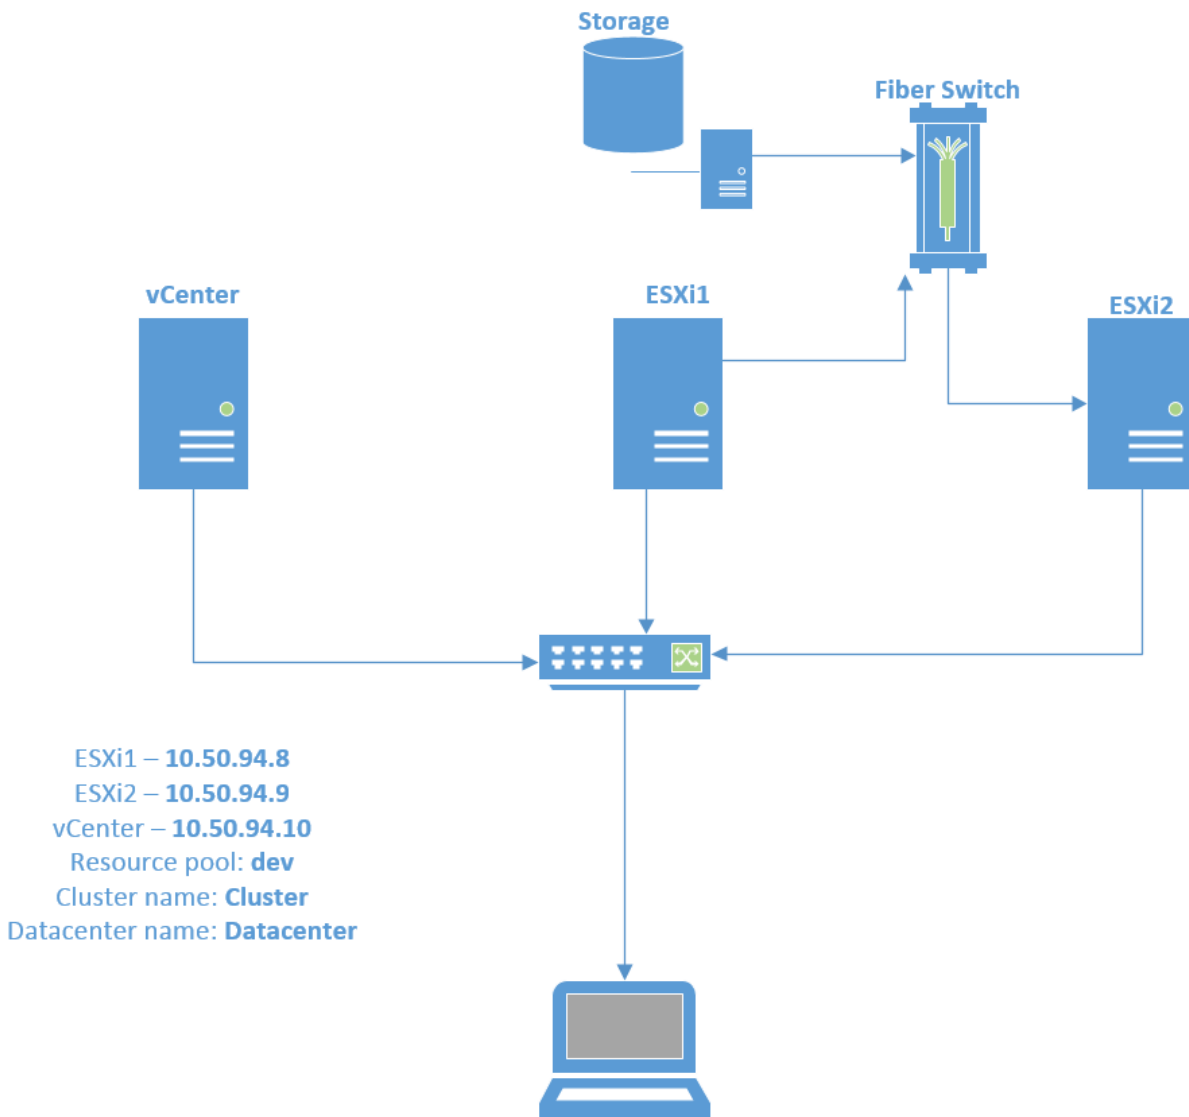 Storage
Fiber Switch
vCenter
ESXi1
ESXi2
ESXi1 – 10.50.94.8
ESXi2 – 10.50.94.9
vCenter – 10.50.94.10
Resource pool: dev
Cluster name: Cluster
Datacenter name: Datacenter